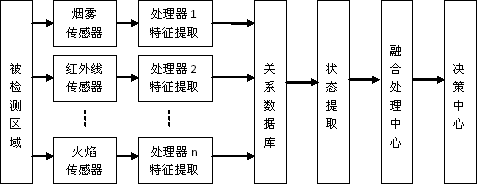 被检测区域
烟雾
传感器
处理器1
特征提取
红外线
传感器
处理器2
特征提取
火焰
传感器
处理器n
特征提取
关系数据库
状态提取
融合处理中心
决策中心